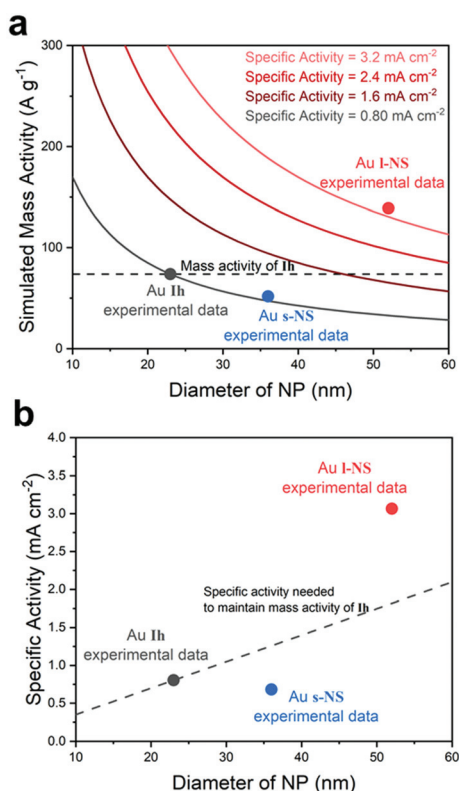 a
Simulated Mass Activity (A g⁻¹)
300
200
100
0
Specific Activity = 3.2 mA cm⁻²
Specific Activity = 2.4 mA cm⁻²
Specific Activity = 1.6 mA cm⁻²
Specific Activity = 0.80 mA cm⁻²
Au l-NS
experimental data
Mass activity of Ih
Au Ih
experimental data
Au s-NS
experimental data
10 20 30 40 50 60
Diameter of NP (nm)
b
Specific Activity (mA cm⁻²)
4.0
3.5
3.0
2.5
2.0
1.5
1.0
0.5
0.0
Au l-NS
experimental data
Specific activity needed
to maintain mass activity of Ih
Au Ih
experimental data
Au s-NS
experimental data
10 20 30 40 50 60
Diameter of NP (nm)